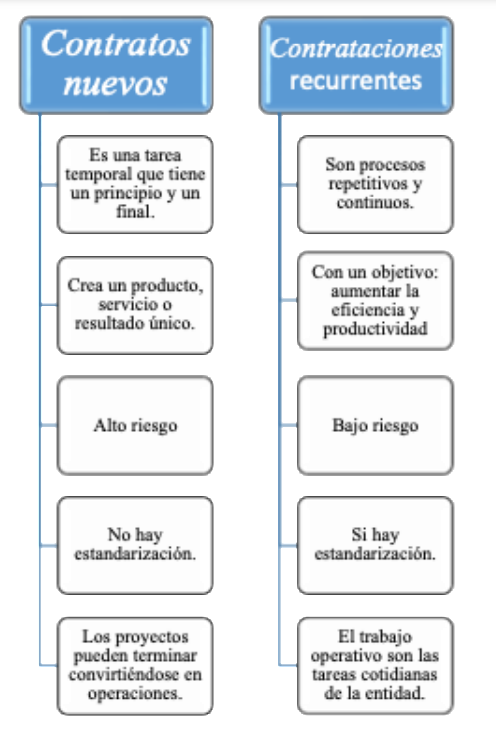 Contratos
nuevos
Es una tarea
temporal que tiene
un principio y un
final.
Crea un producto,
servicio o
resultado único.
Alto riesgo
No hay
estandarización.
Los proyectos
pueden terminar
convirtiéndose en
operaciones.
Contrataciones
recurrentes
Son procesos
repetitivos y
continuos.
Con un objetivo:
aumentar la
eficiencia y
productividad
Bajo riesgo
Si hay
estandarización.
El trabajo
operativo son las
tareas cotidianas
de la entidad.